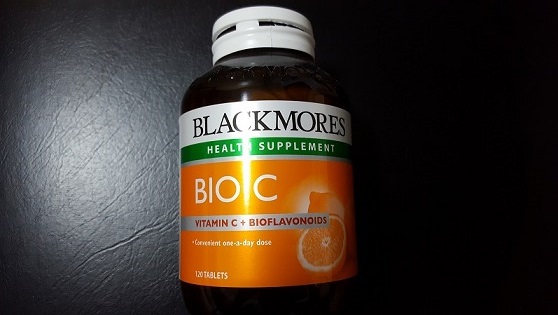 BLACKMORES
HEALTH SUPPLEMENT
BIO C
VITAMIN C + BIOFLAVONOIDS
• Convenient one-a-day dose
120 TABLETS